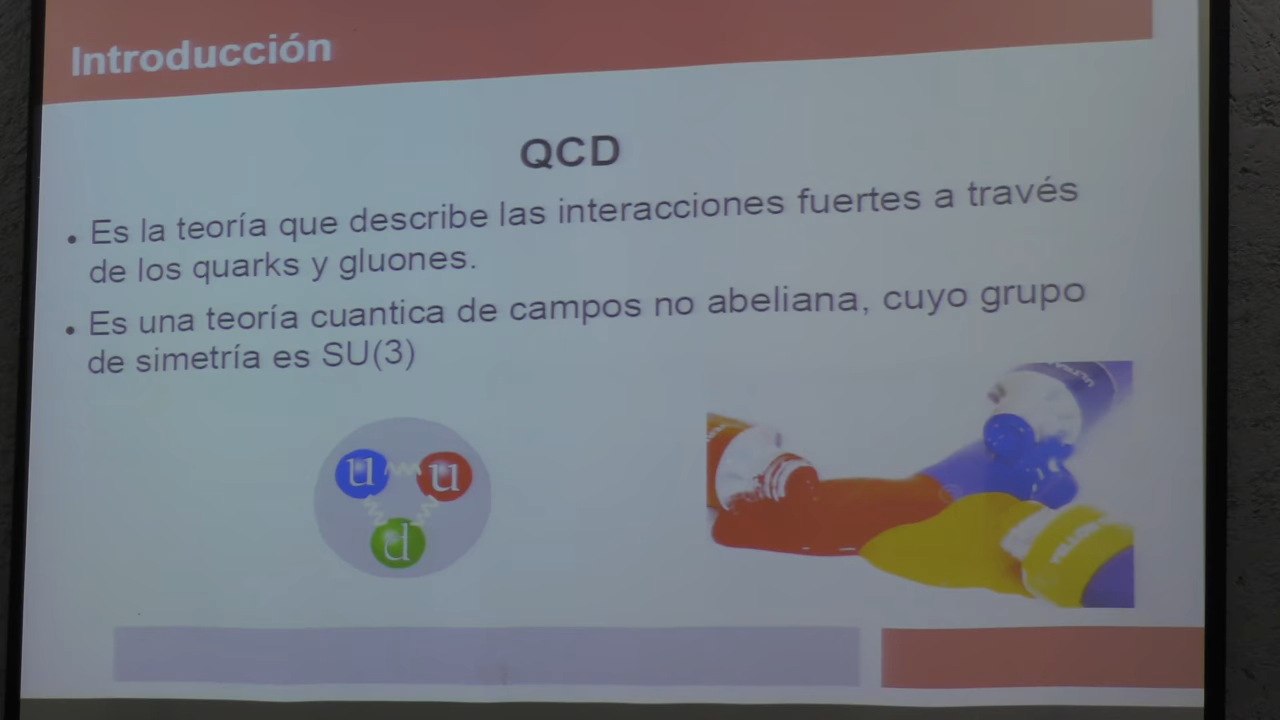 Introducción
QCD
• Es la teoría que describe las interacciones fuertes a través
de los quarks y gluones.
• Es una teoría cuantica de campos no abeliana, cuyo grupo
de simetría es SU(3)
u u
d